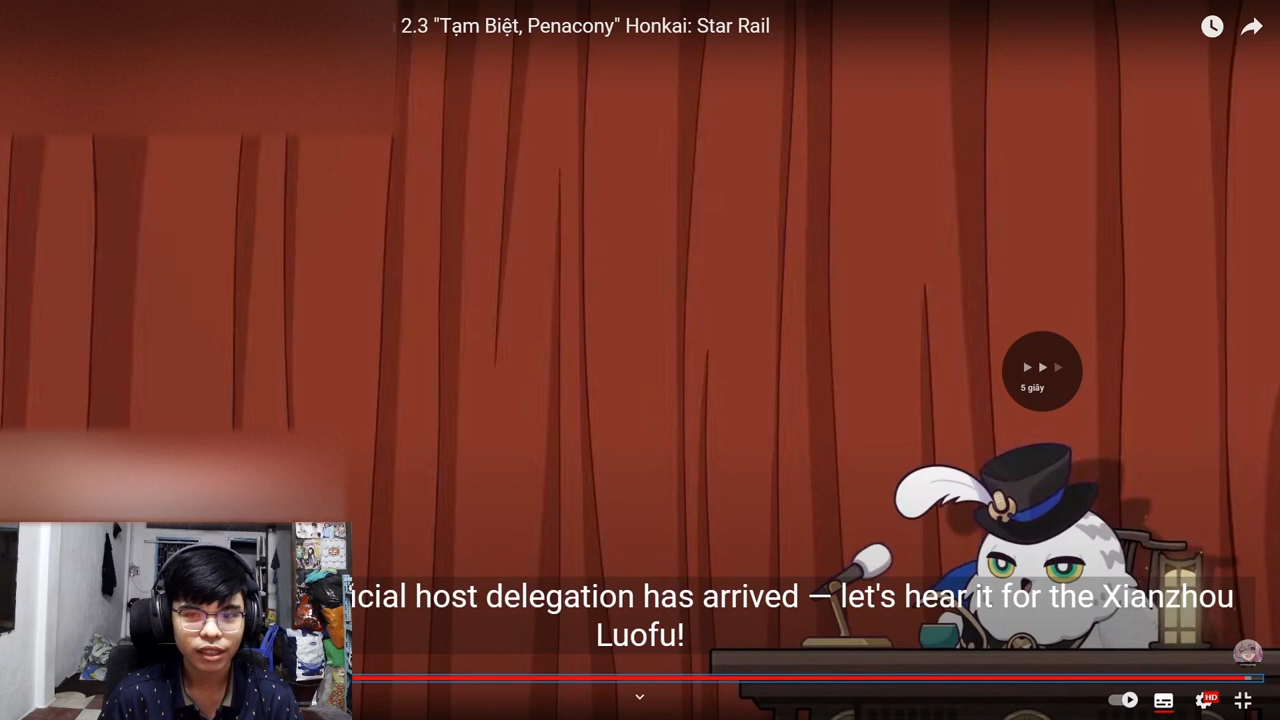 2.3 "Tạm Biệt, Penacony" Honkai: Star Rail
5 giây
icial host delegation has arrived — let's hear it for the Xianzhou
Luofu!
HD